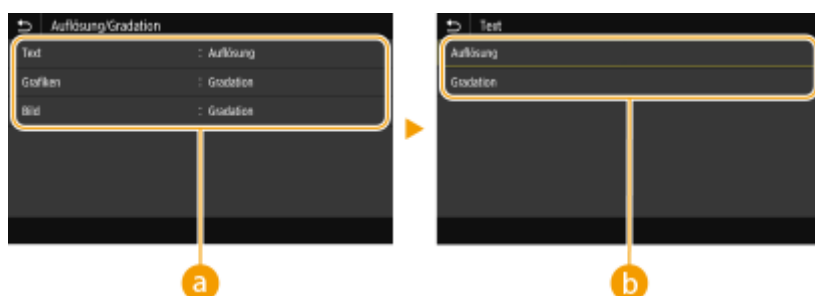 Auflösung/Gradation
Text : Auflösung
Grafiken : Gradation
Bild : Gradation
a
Text
Auflösung
Gradation
b